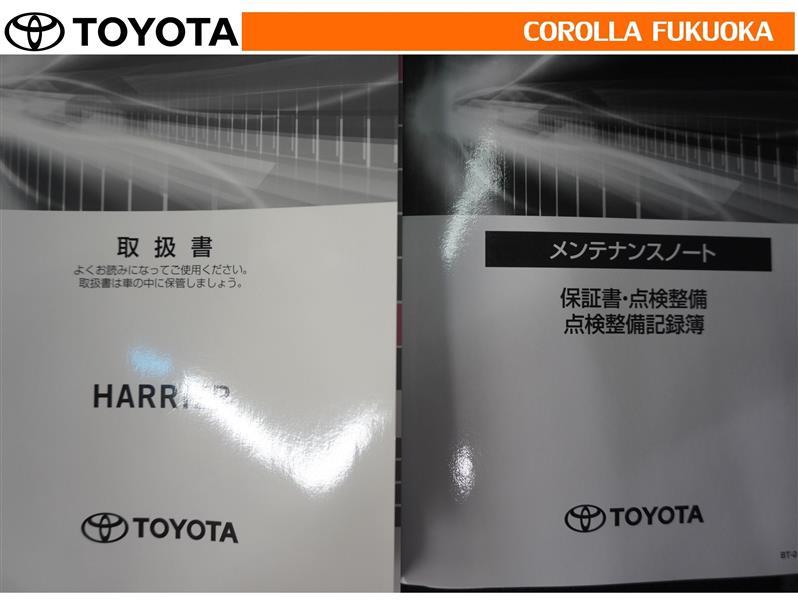 TOYOTA
COROLLA FUKUOKA
取扱書
よくお読みになってご使用ください。
取扱書は車の中に保管しましょう。
HARRIER
TOYOTA
メンテナンスノート
保証書・点検整備
点検整備記録簿
TOYOTA